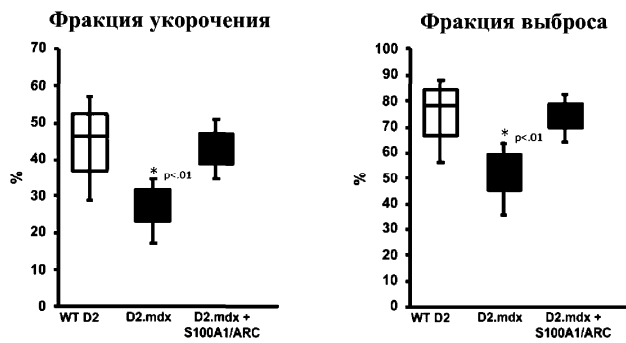 Фракция укорочения
70
60
50
40
30
20
10
0
%
* p<.01
WT D2
D2.mdx
D2.mdx +
S100A1/ARC
Фракция выброса
100
90
80
70
60
50
40
30
20
10
0
%
* p<.01
WT D2
D2.mdx
D2.mdx +
S100A1/ARC